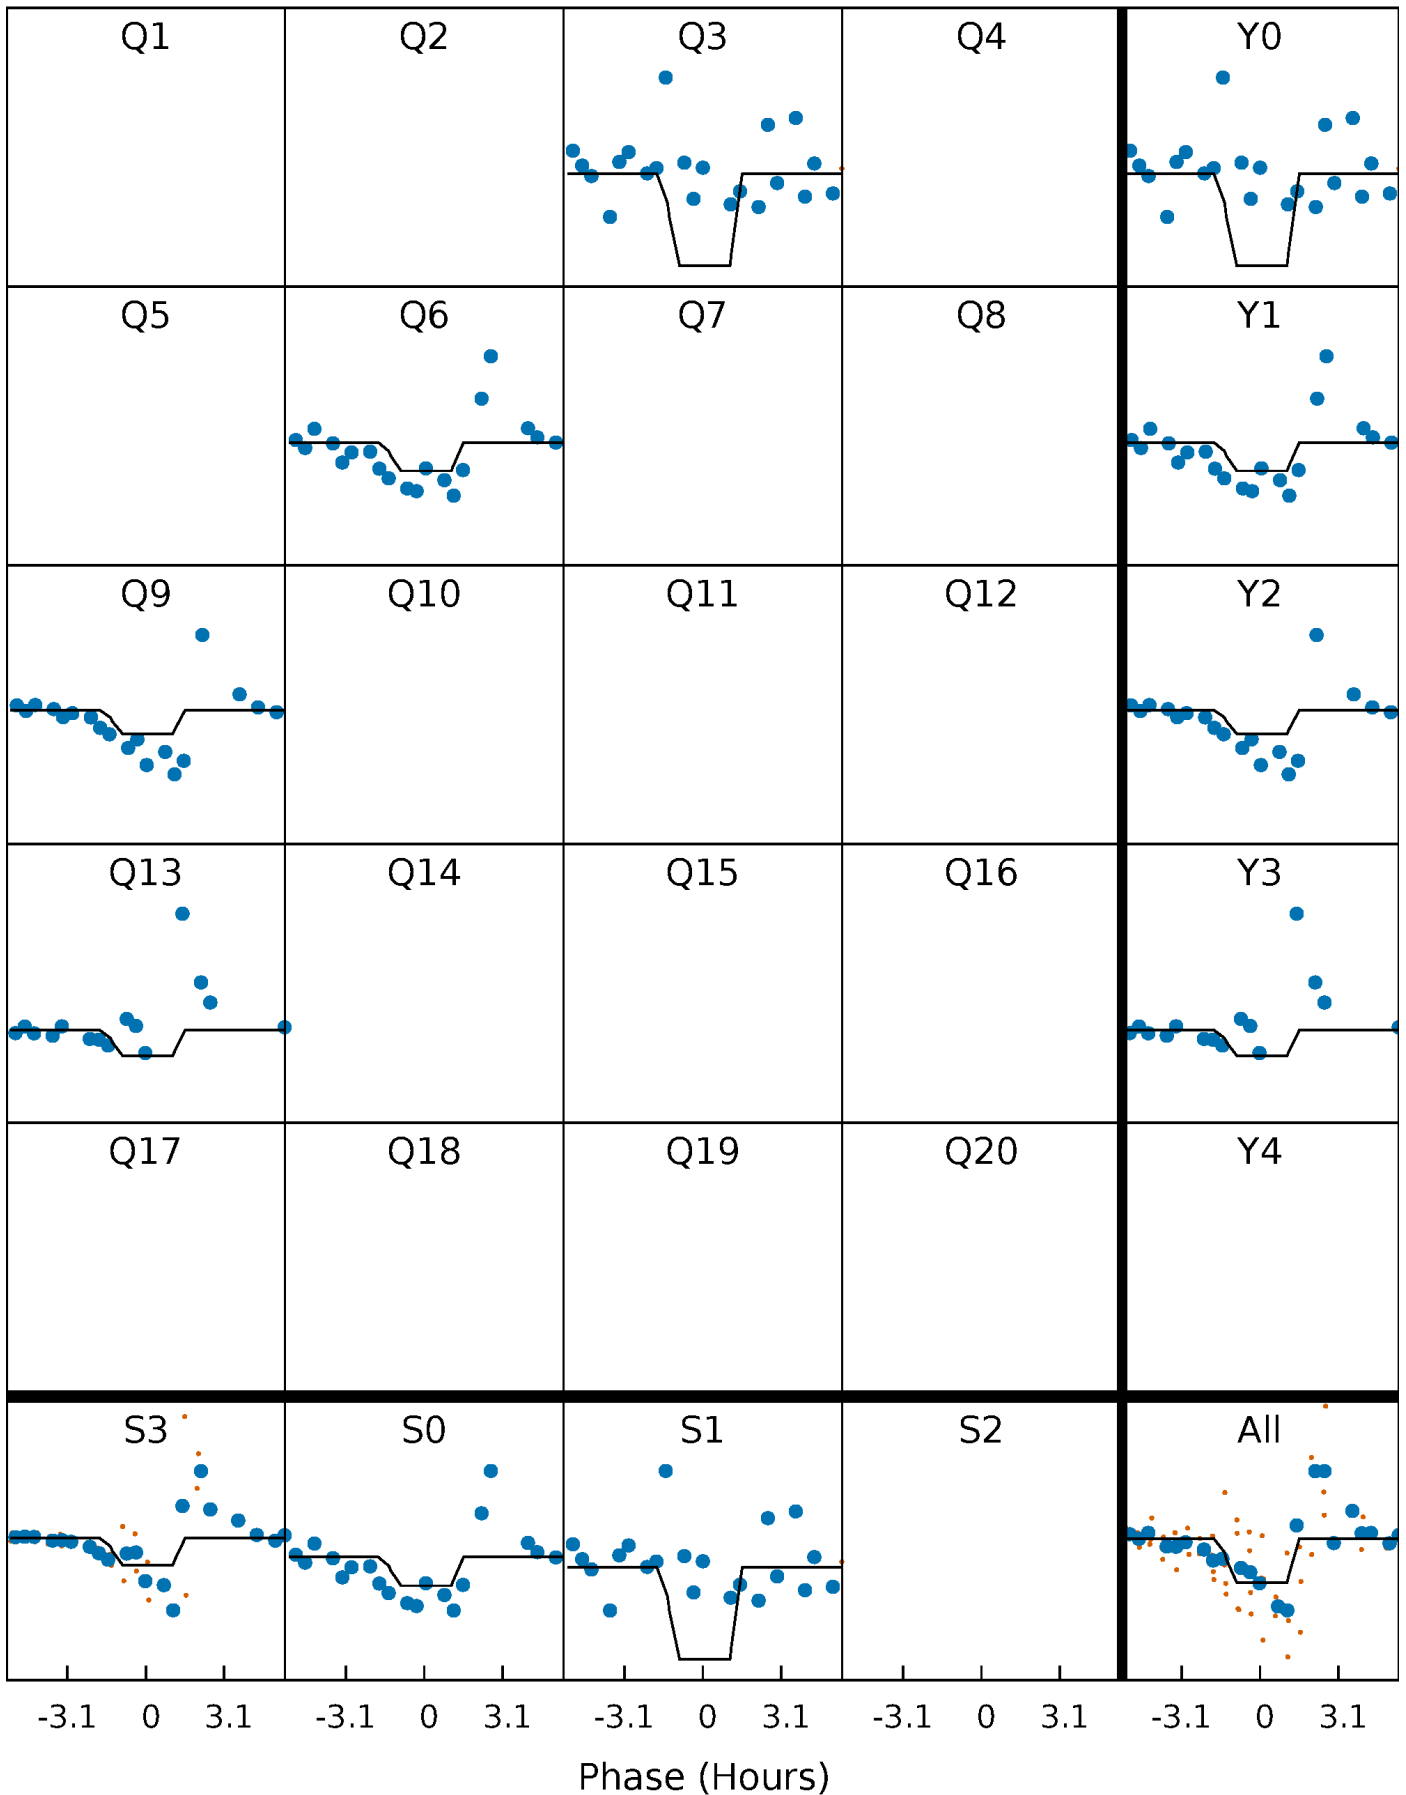 Q1 Q2 Q3 Q4 Y0
Q5 Q6 Q7 Q8 Y1
Q9 Q10 Q11 Q12 Y2
Q13 Q14 Q15 Q16 Y3
Q17 Q18 Q19 Q20 Y4
S3 S0 S1 S2 All
-3.1 0 3.1 -3.1 0 3.1 -3.1 0 3.1 -3.1 0 3.1 -3.1 0 3.1
Phase (Hours)